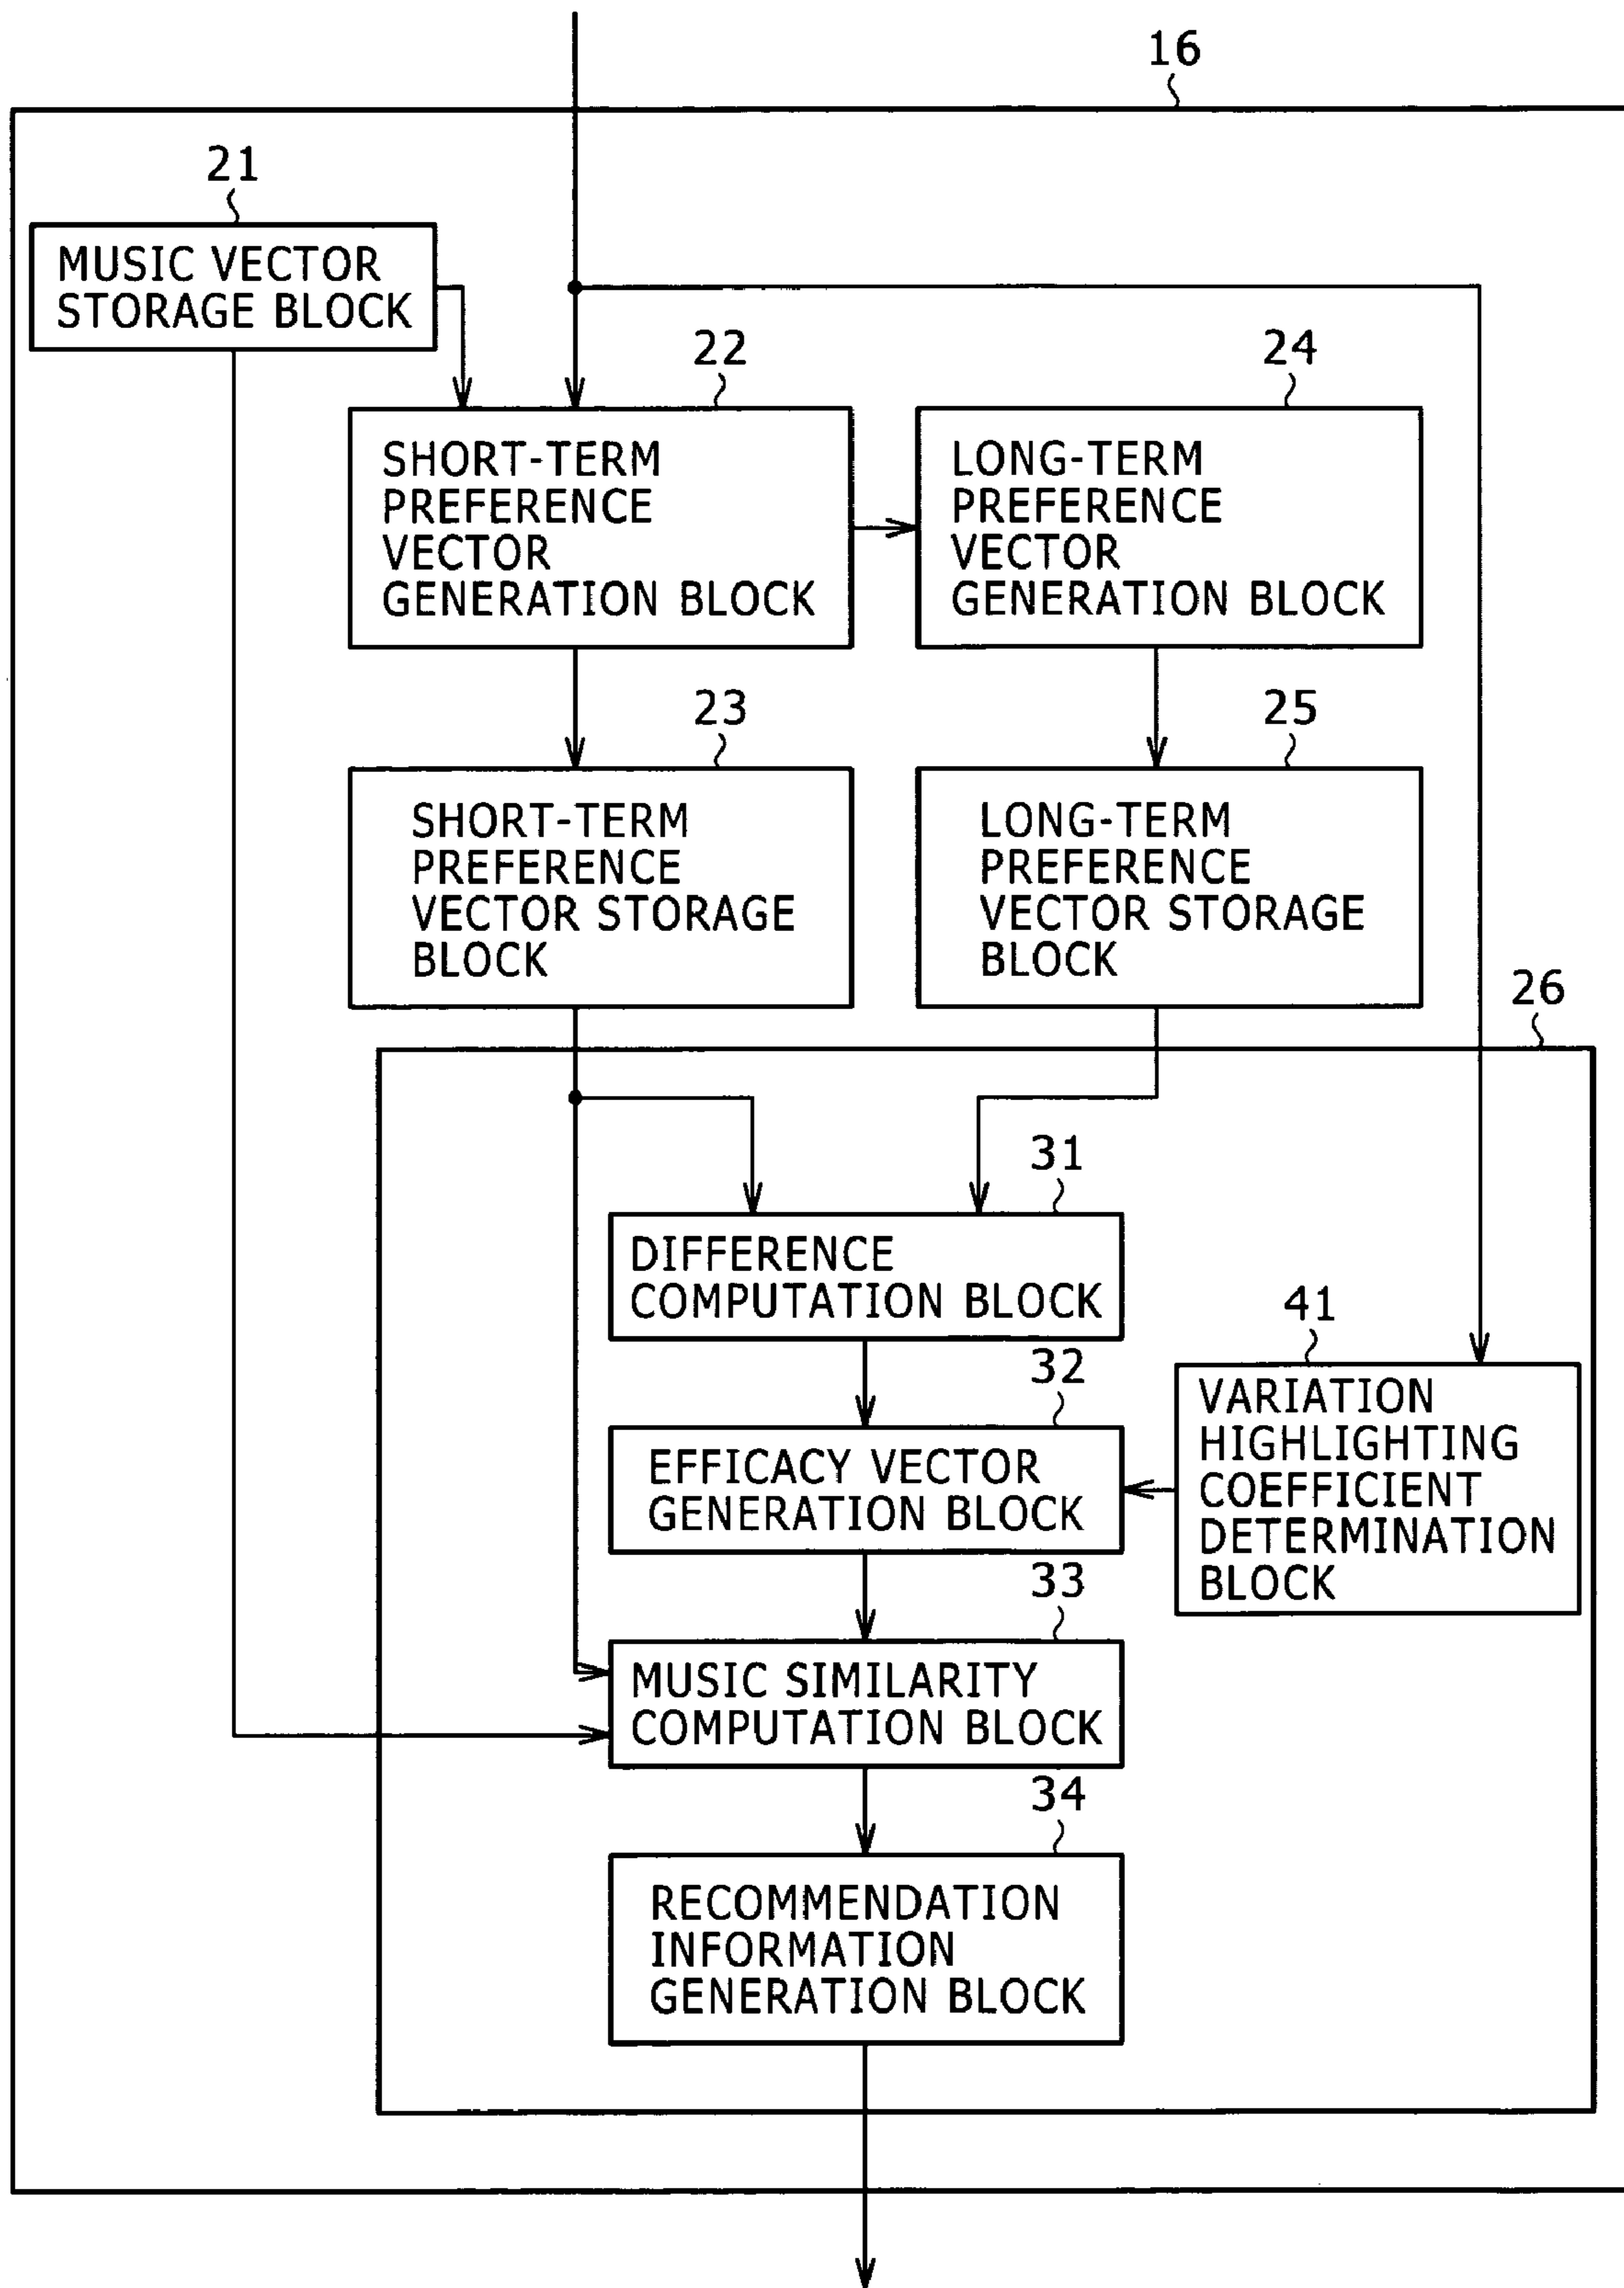 16
21
MUSIC VECTOR
STORAGE BLOCK
22
SHORT-TERM
PREFERENCE
VECTOR
GENERATION BLOCK
24
LONG-TERM
PREFERENCE
VECTOR
GENERATION BLOCK
23
SHORT-TERM
PREFERENCE
VECTOR STORAGE
BLOCK
25
LONG-TERM
PREFERENCE
VECTOR STORAGE
BLOCK
26
31
DIFFERENCE
COMPUTATION BLOCK
32
EFFICACY VECTOR
GENERATION BLOCK
41
VARIATION
HIGHLIGHTING
COEFFICIENT
DETERMINATION
BLOCK
33
MUSIC SIMILARITY
COMPUTATION BLOCK
34
RECOMMENDATION
INFORMATION
GENERATION BLOCK